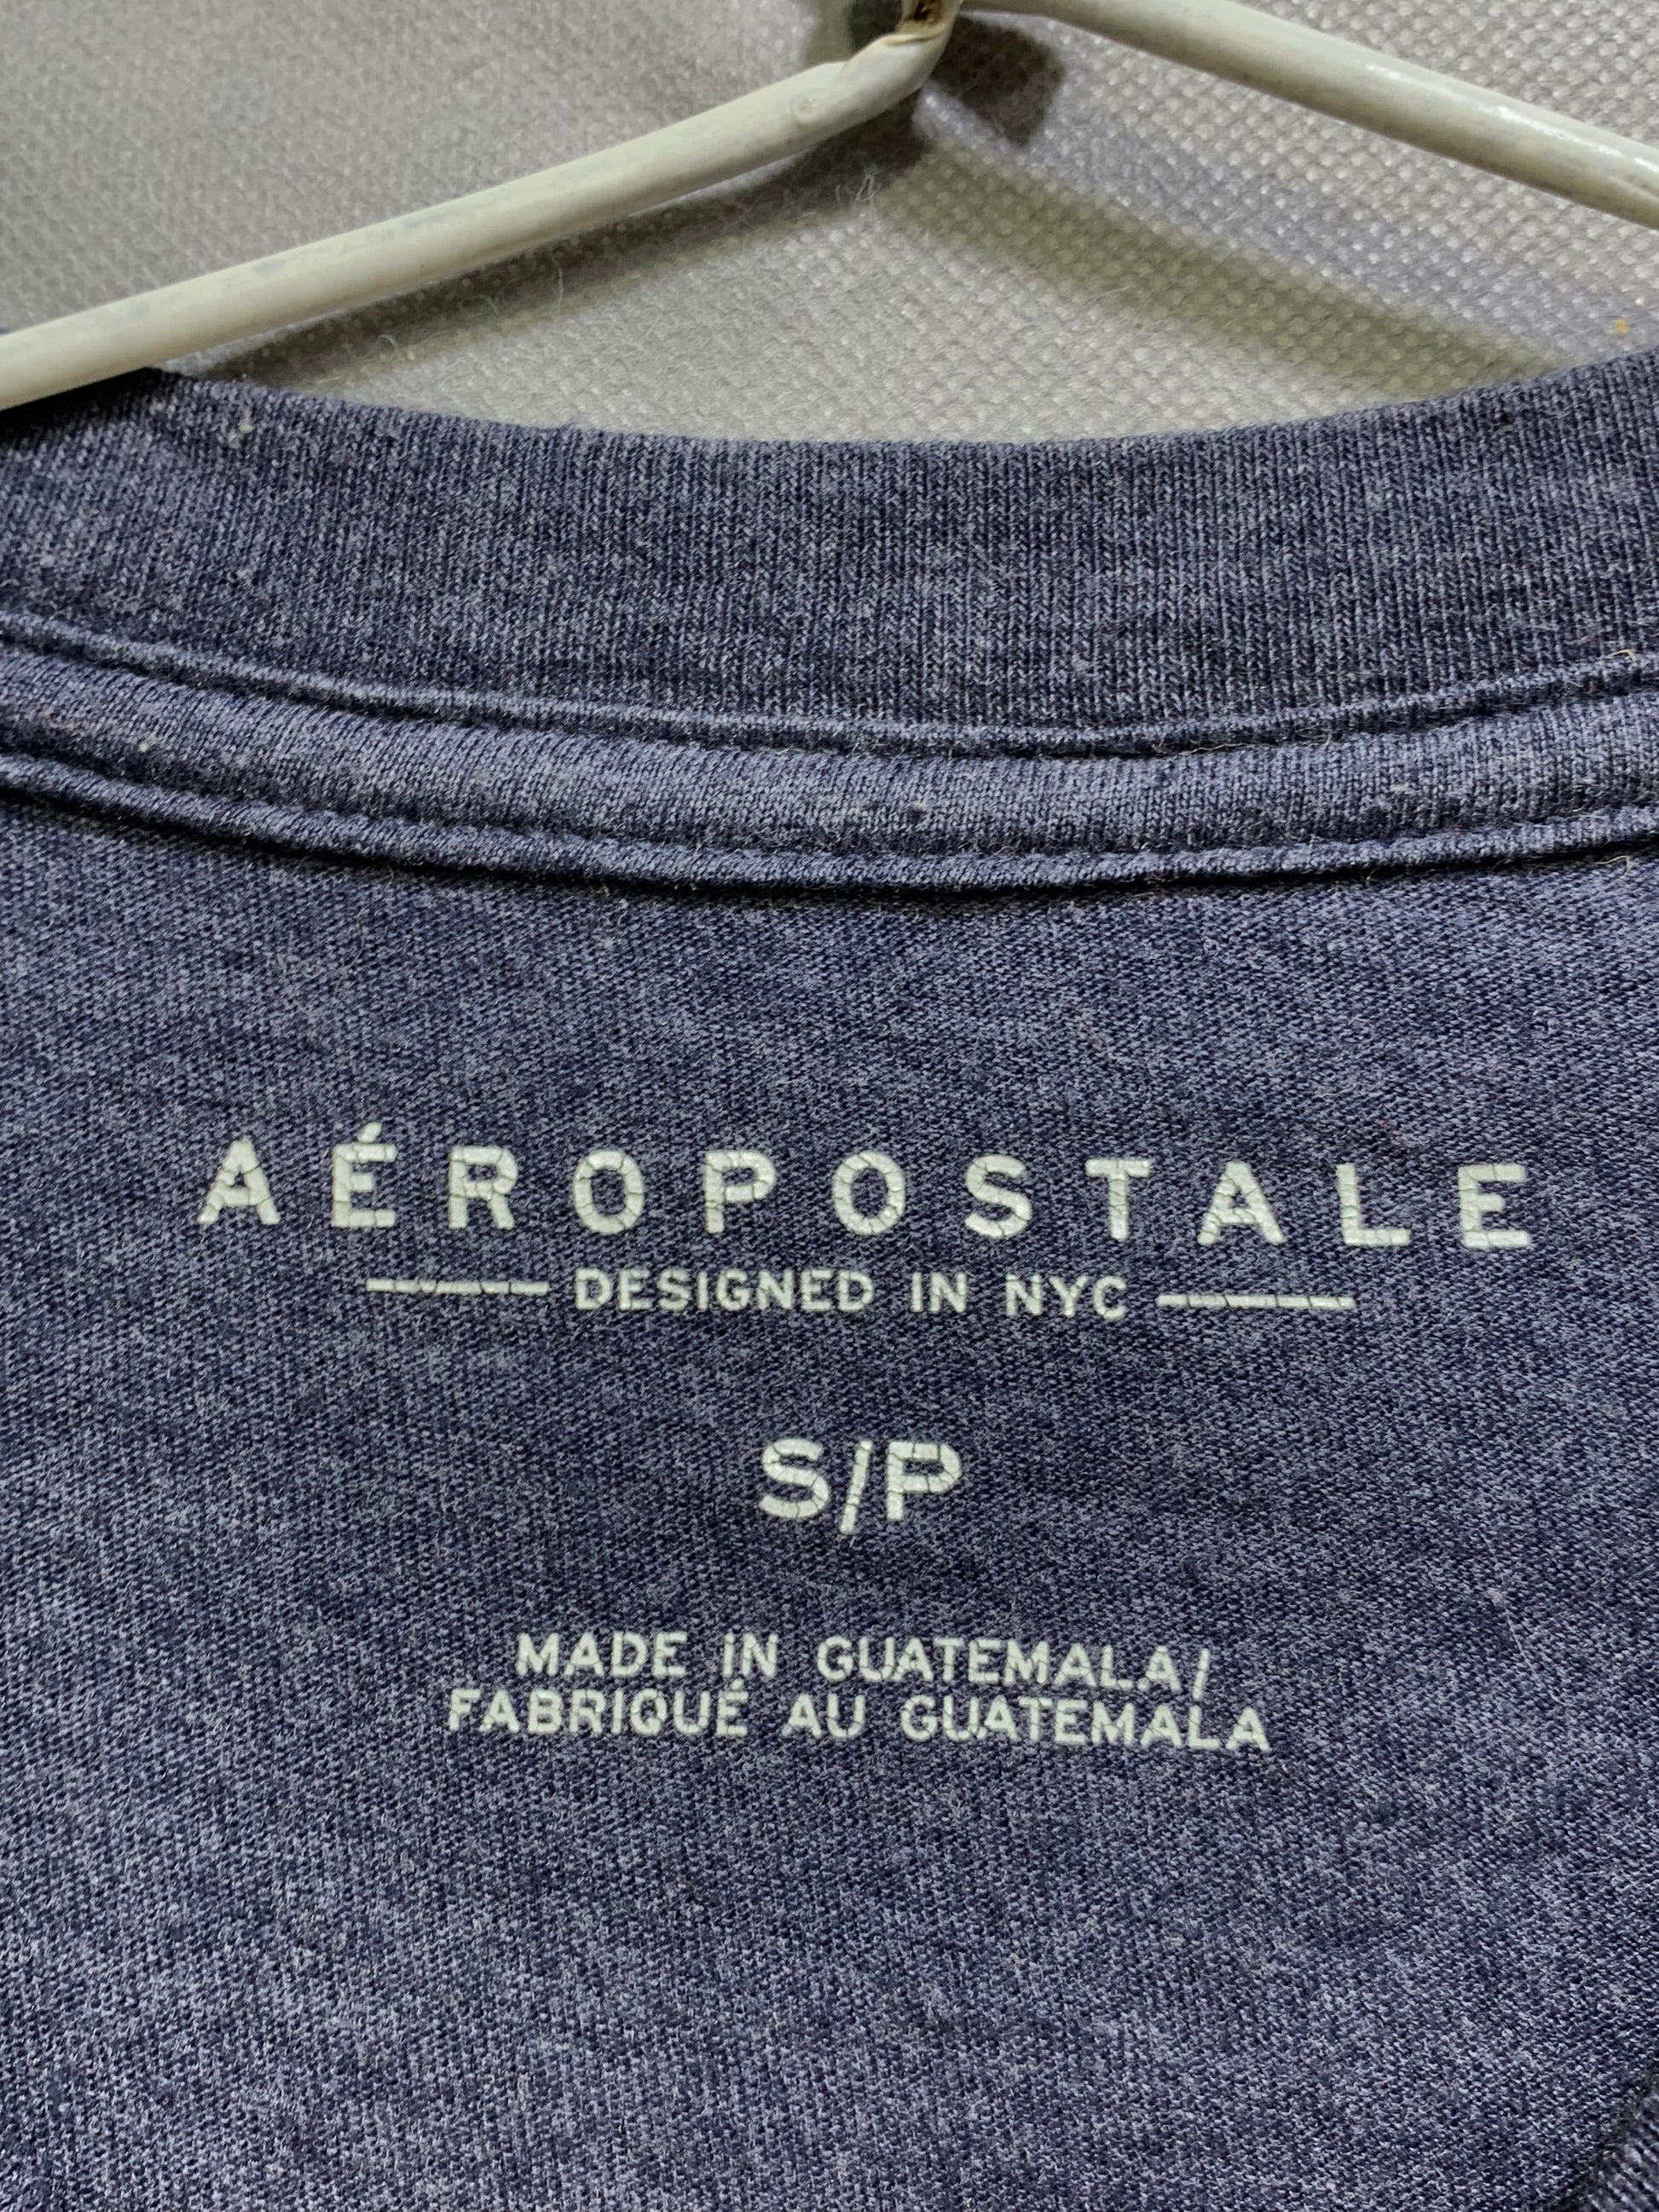 AÉROPOSTALE
DESIGNED IN NYC
S/P
MADE IN GUATEMALA/
FABRIQUÉ AU GUATEMALA